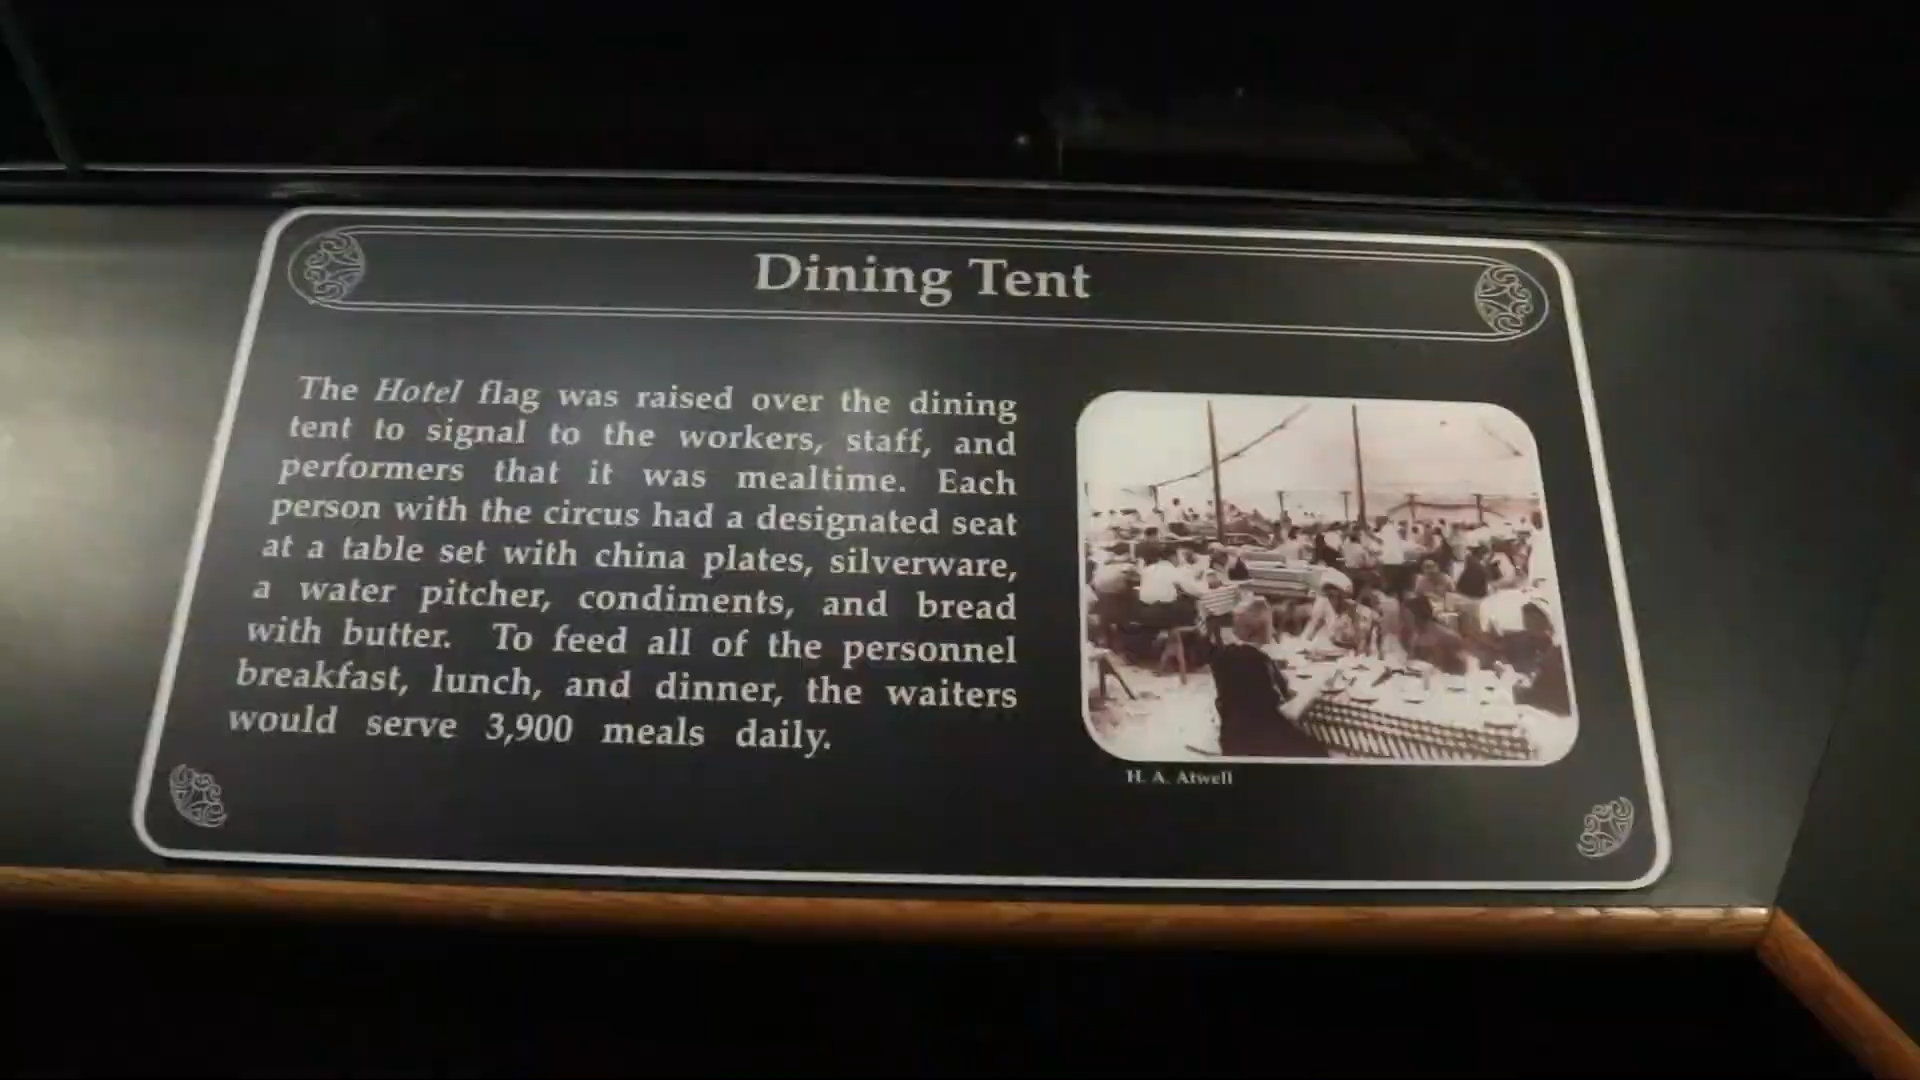 Dining Tent
The Hotel flag was raised over the dining
tent to signal to the workers, staff, and
performers that it was mealtime. Each
person with the circus had a designated seat
at a table set with china plates, silverware,
a water pitcher, condiments, and bread
with butter. To feed all of the personnel
breakfast, lunch, and dinner, the waiters
would serve 3,900 meals daily.
H. A. Atwell